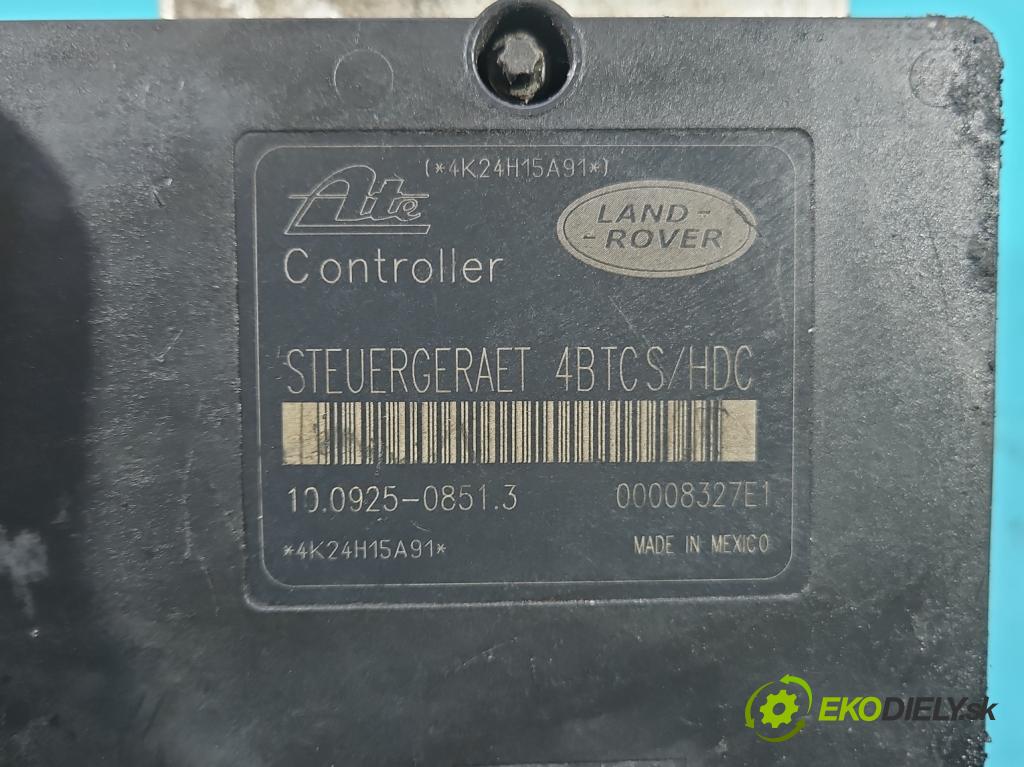 (*4K24H15A91*)
Ate
LAND-
-ROVER
Controller
STEUERGERAET 4BTCS/HDC
10.0925-0851.3 00008327E1
*4K24H15A91* MADE IN MEXICO
EKODIELY.sk